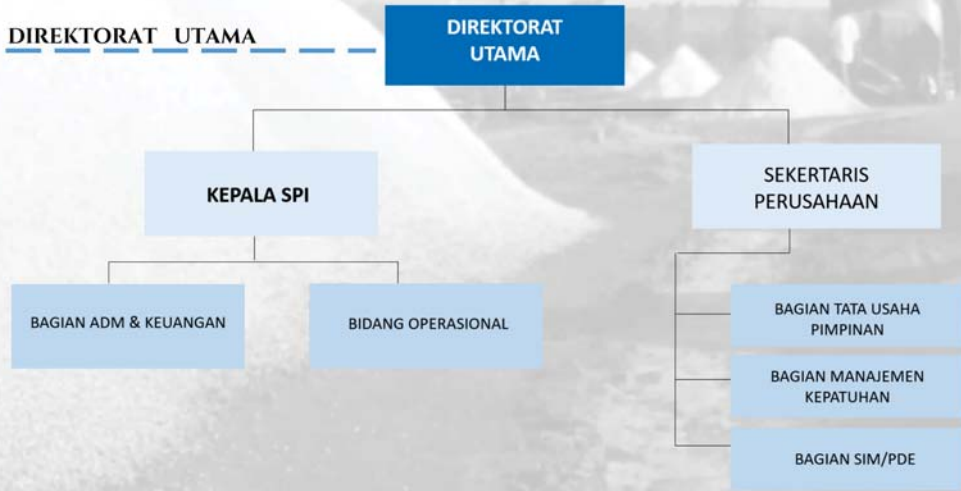 DIREKTORAT UTAMA
DIREKTORAT
UTAMA
KEPALA SPI
SEKERTARIS
PERUSAHAAN
BAGIAN ADM & KEUANGAN
BIDANG OPERASIONAL
BAGIAN TATA USAHA
PIMPINAN
BAGIAN MANAJEMEN
KEPATUHAN
BAGIAN SIM/PDE